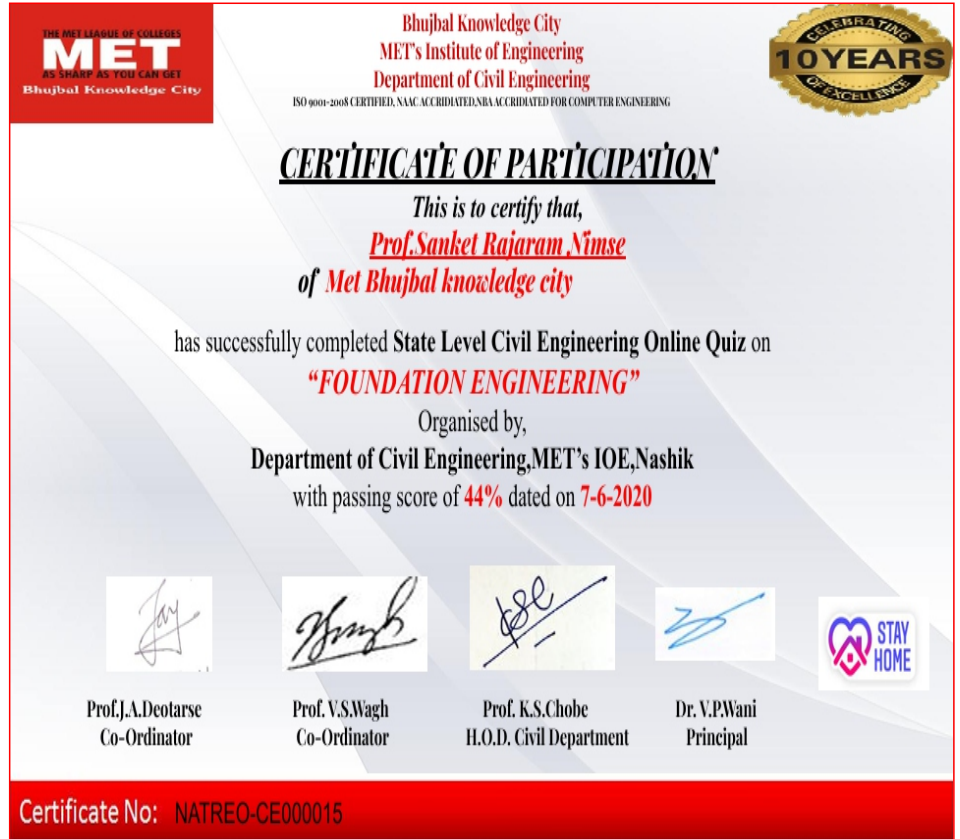 THE MET LEAGUE OF COLLEGES
MET
AS SHARP AS YOU CAN GET
Bhujbal Knowledge City
Bhujbal Knowledge City
MET's Institute of Engineering
Department of Civil Engineering
ISO 9001-2008 CERTIFIED, NAAC ACCRIDIATED,NBA ACCRIDIATED FOR COMPUTER ENGINEERING
CELEBRATING
10 YEARS
OF EXCELLENCE
CERTIFICATE OF PARTICIPATION
This is to certify that,
Prof.Sanket Rajaram Nimse
of Met Bhujbal knowledge city
has successfully completed State Level Civil Engineering Online Quiz on
“FOUNDATION ENGINEERING”
Organised by,
Department of Civil Engineering,MET’s IOE,Nashik
with passing score of 44% dated on 7-6-2020
STAY
HOME
Prof.J.A.Deotarse Prof. V.S.Wagh Prof. K.S.Chobe Dr. V.P.Wani
Co-Ordinator Co-Ordinator H.O.D. Civil Department Principal
Certificate No: NATREO-CE000015